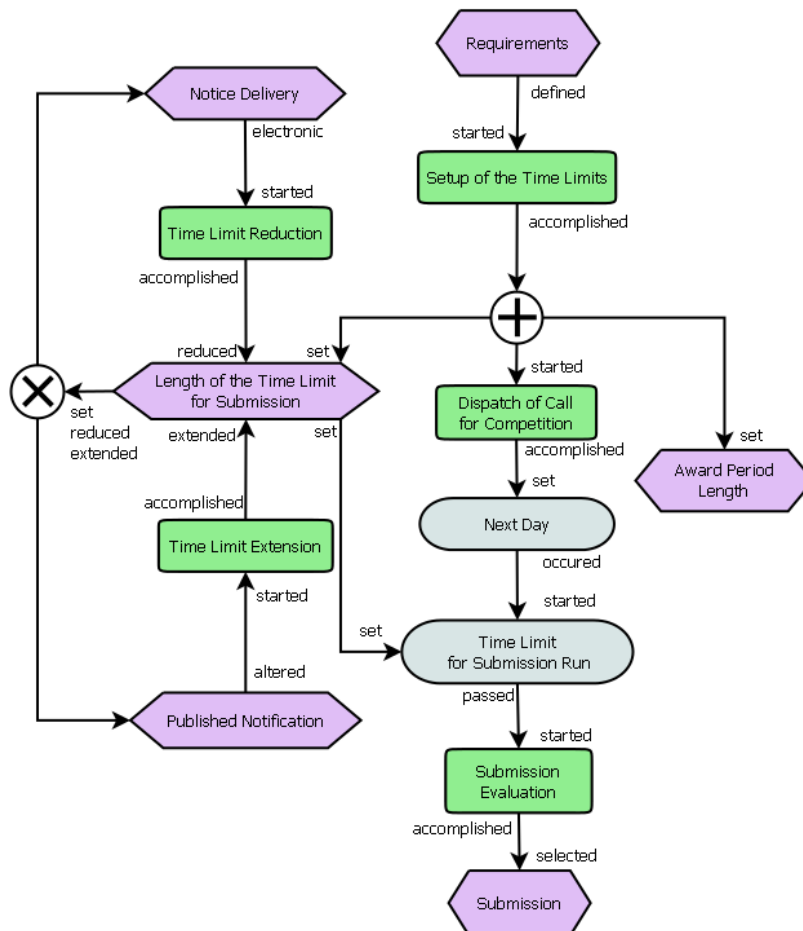 Requirements
defined
Notice Delivery
electronic
started
Setup of the Time Limits
started
accomplished
Time Limit Reduction
accomplished
reduced
set
started
Length of the Time Limit
for Submission
set
reduced
extended
extended
set
Dispatch of Call
for Competition
accomplished
set
set
Award Period
Length
accomplished
Next Day
occured
Time Limit Extension
started
started
set
Time Limit
for Submission Run
passed
altered
Published Notification
started
Submission
Evaluation
accomplished
selected
Submission